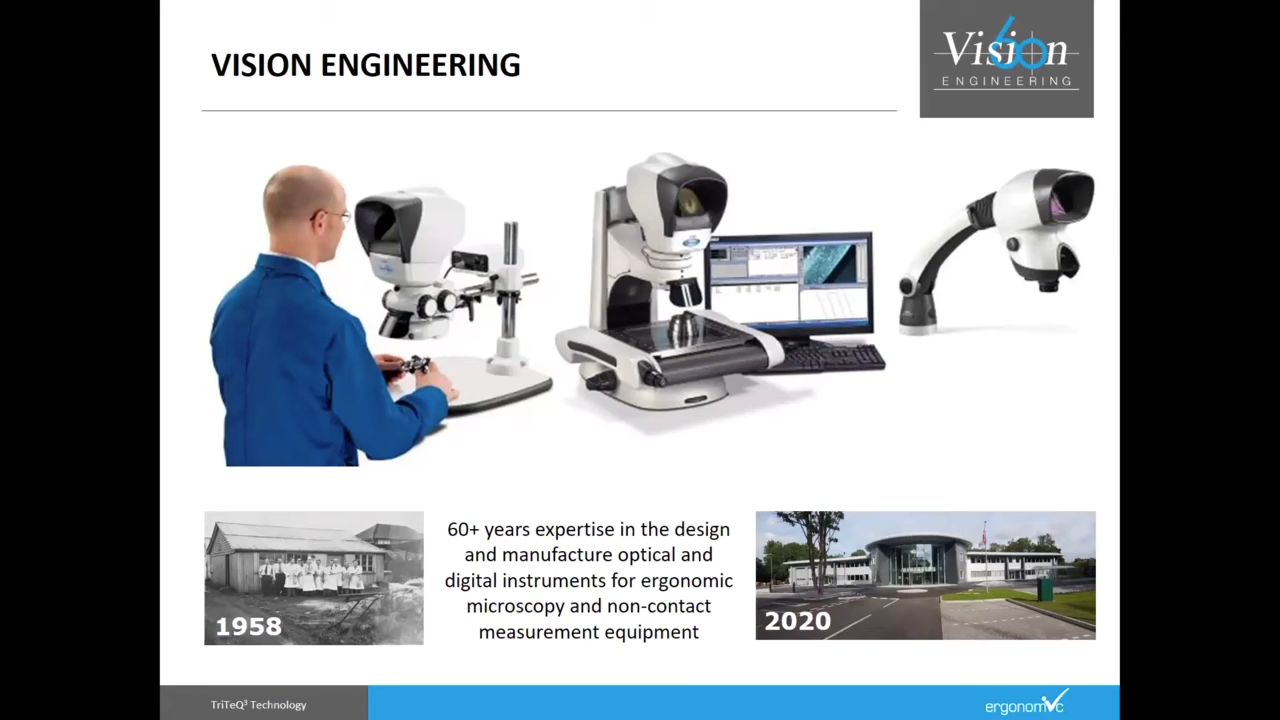 VISION ENGINEERING
Vision
60
ENGINEERING
60+ years expertise in the design
and manufacture optical and
digital instruments for ergonomic
microscopy and non-contact
measurement equipment
1958
2020
TriTeQ³ Technology
ergonomic